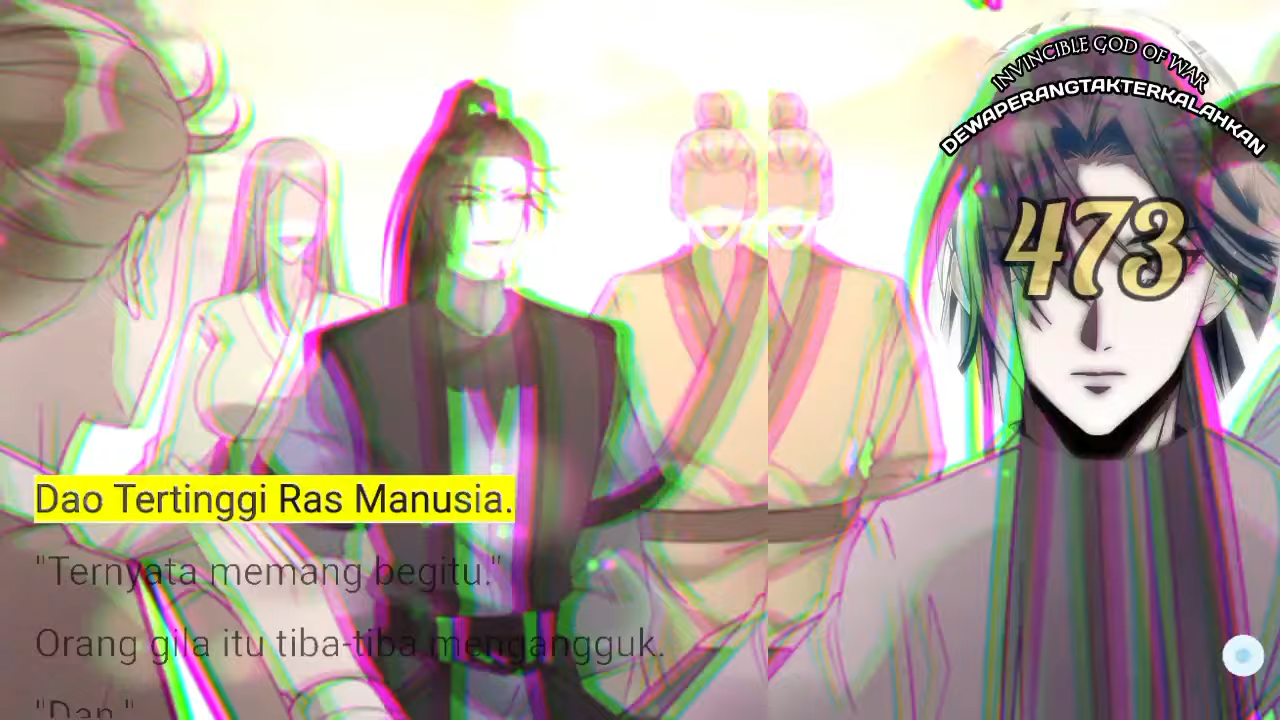 INVINCIBLE GOD OF WAR
DEWAPERANGTAKTERKALAHKAN
473
Dao Tertinggi Ras Manusia.
"Ternyata memang begitu."
Orang gila itu tiba-tiba mengangguk.
"Dan "